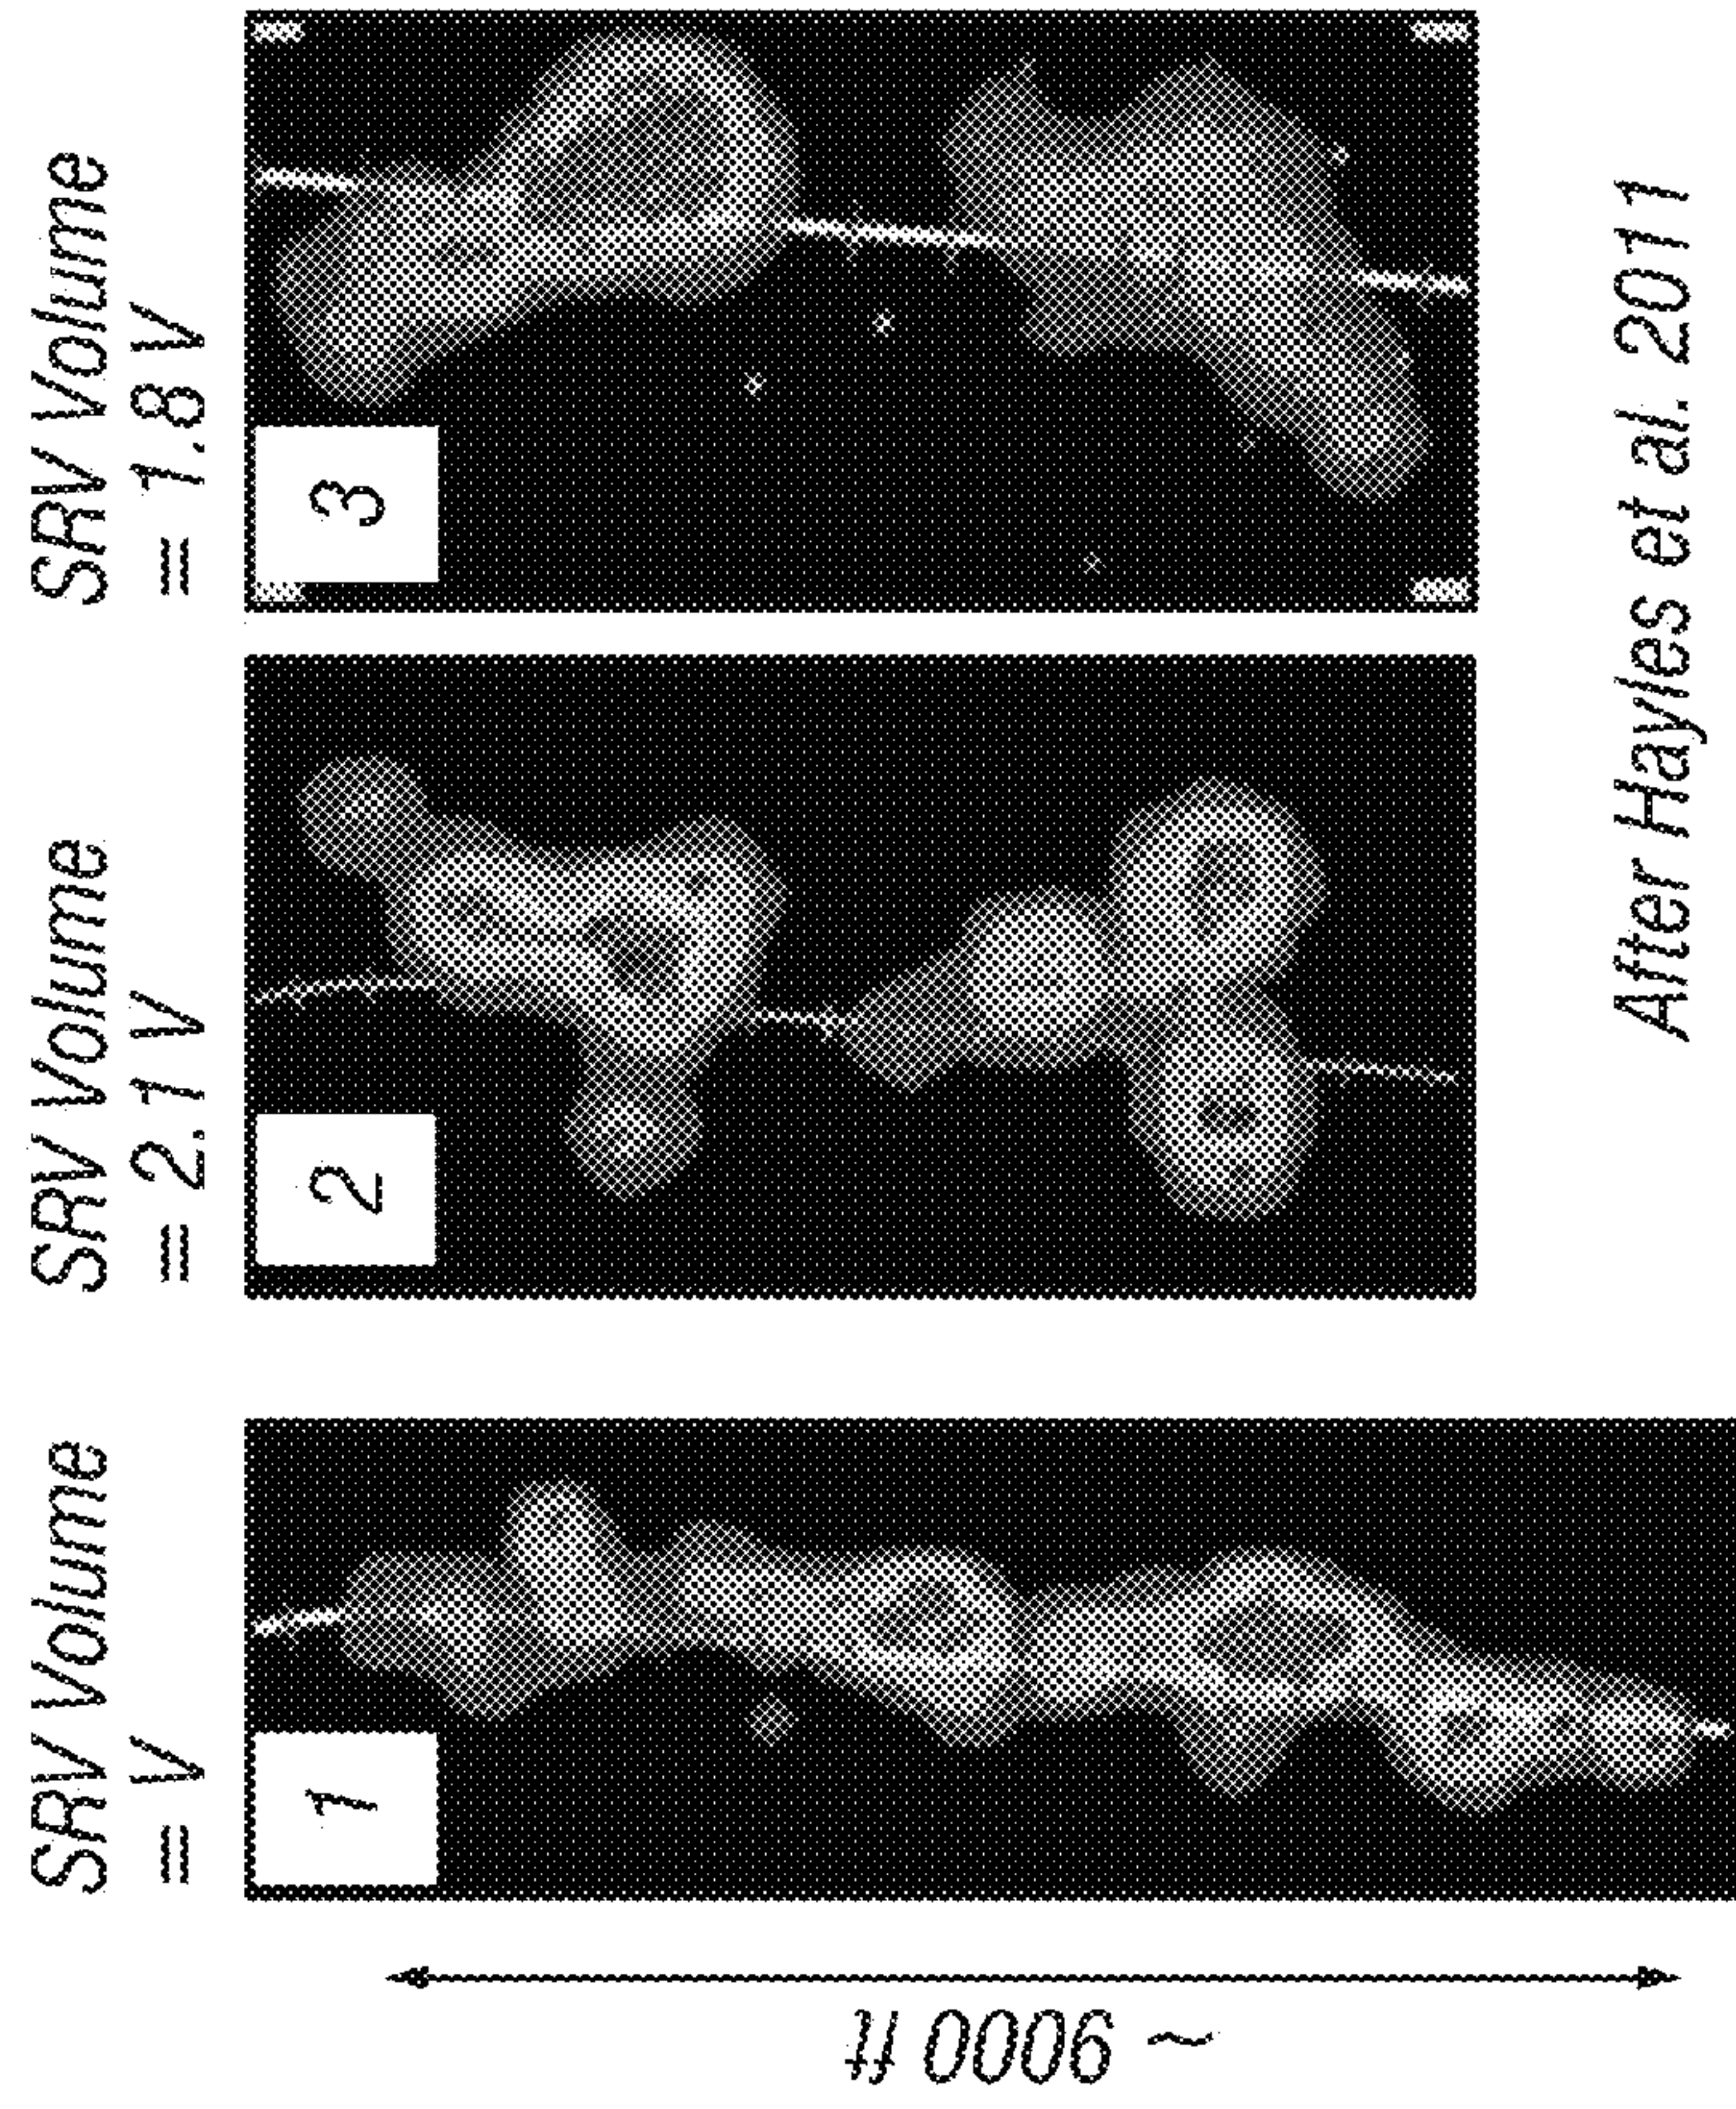 SRV Volume
= V
1
SRV Volume
= 2.1 V
2
SRV Volume
= 1.8 V
3
~ 9000 ft
After Hayles et al. 2011